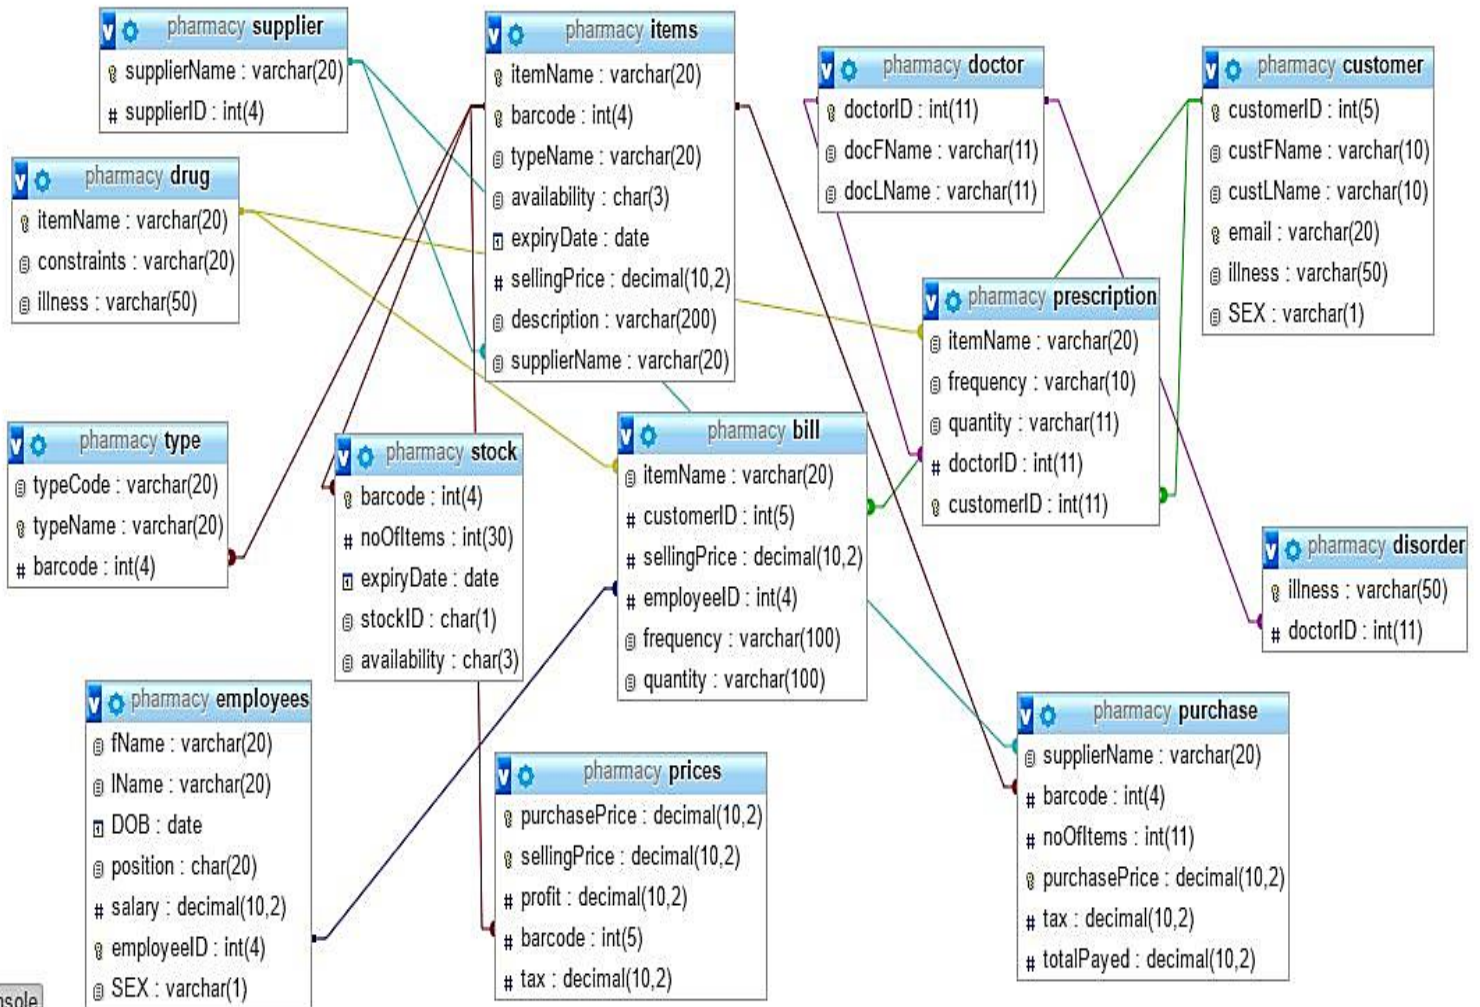 pharmacy supplier
supplierName : varchar(20)
# supplierID : int(4)
pharmacy items
itemName : varchar(20)
barcode : int(4)
typeName : varchar(20)
availability : char(3)
expiryDate : date
# sellingPrice : decimal(10,2)
description : varchar(200)
supplierName : varchar(20)
pharmacy doctor
doctorID : int(11)
docFName : varchar(11)
docLName : varchar(11)
pharmacy customer
customerID : int(5)
custFName : varchar(10)
custLName : varchar(10)
email : varchar(20)
illness : varchar(50)
SEX : varchar(1)
pharmacy drug
itemName : varchar(20)
constraints : varchar(20)
illness : varchar(50)
pharmacy prescription
itemName : varchar(20)
frequency : varchar(10)
quantity : varchar(11)
# doctorID : int(11)
customerID : int(11)
pharmacy type
typeCode : varchar(20)
typeName : varchar(20)
# barcode : int(4)
pharmacy stock
barcode : int(4)
# noOfItems : int(30)
expiryDate : date
stockID : char(1)
availability : char(3)
pharmacy bill
itemName : varchar(20)
# customerID : int(5)
# sellingPrice : decimal(10,2)
# employeeID : int(4)
frequency : varchar(100)
quantity : varchar(100)
pharmacy disorder
illness : varchar(50)
# doctorID : int(11)
pharmacy employees
fName : varchar(20)
lName : varchar(20)
DOB : date
position : char(20)
# salary : decimal(10,2)
employeeID : int(4)
SEX : varchar(1)
pharmacy prices
purchasePrice : decimal(10,2)
sellingPrice : decimal(10,2)
# profit : decimal(10,2)
# barcode : int(5)
# tax : decimal(10,2)
pharmacy purchase
supplierName : varchar(20)
# barcode : int(4)
# noOfItems : int(11)
purchasePrice : decimal(10,2)
# tax : decimal(10,2)
# totalPayed : decimal(10,2)
nsole